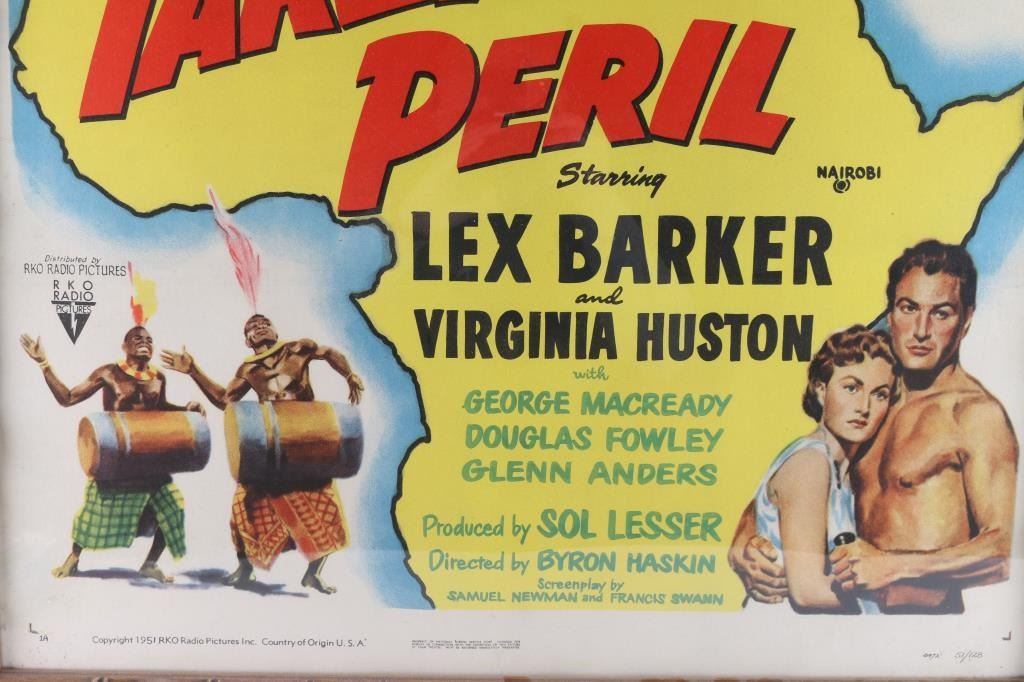 PERIL
Starring
NAIROBI
LEX BARKER
and
VIRGINIA HUSTON
with
GEORGE MACREADY
DOUGLAS FOWLEY
GLENN ANDERS
Produced by SOL LESSER
Directed by BYRON HASKIN
Screenplay by
SAMUEL NEWMAN and FRANCIS SWANN
Distributed by
RKO RADIO PICTURES
RKO
RADIO
PICTURES
1A
Copyright 1951 RKO Radio Pictures Inc. Country of Origin U. S. A.